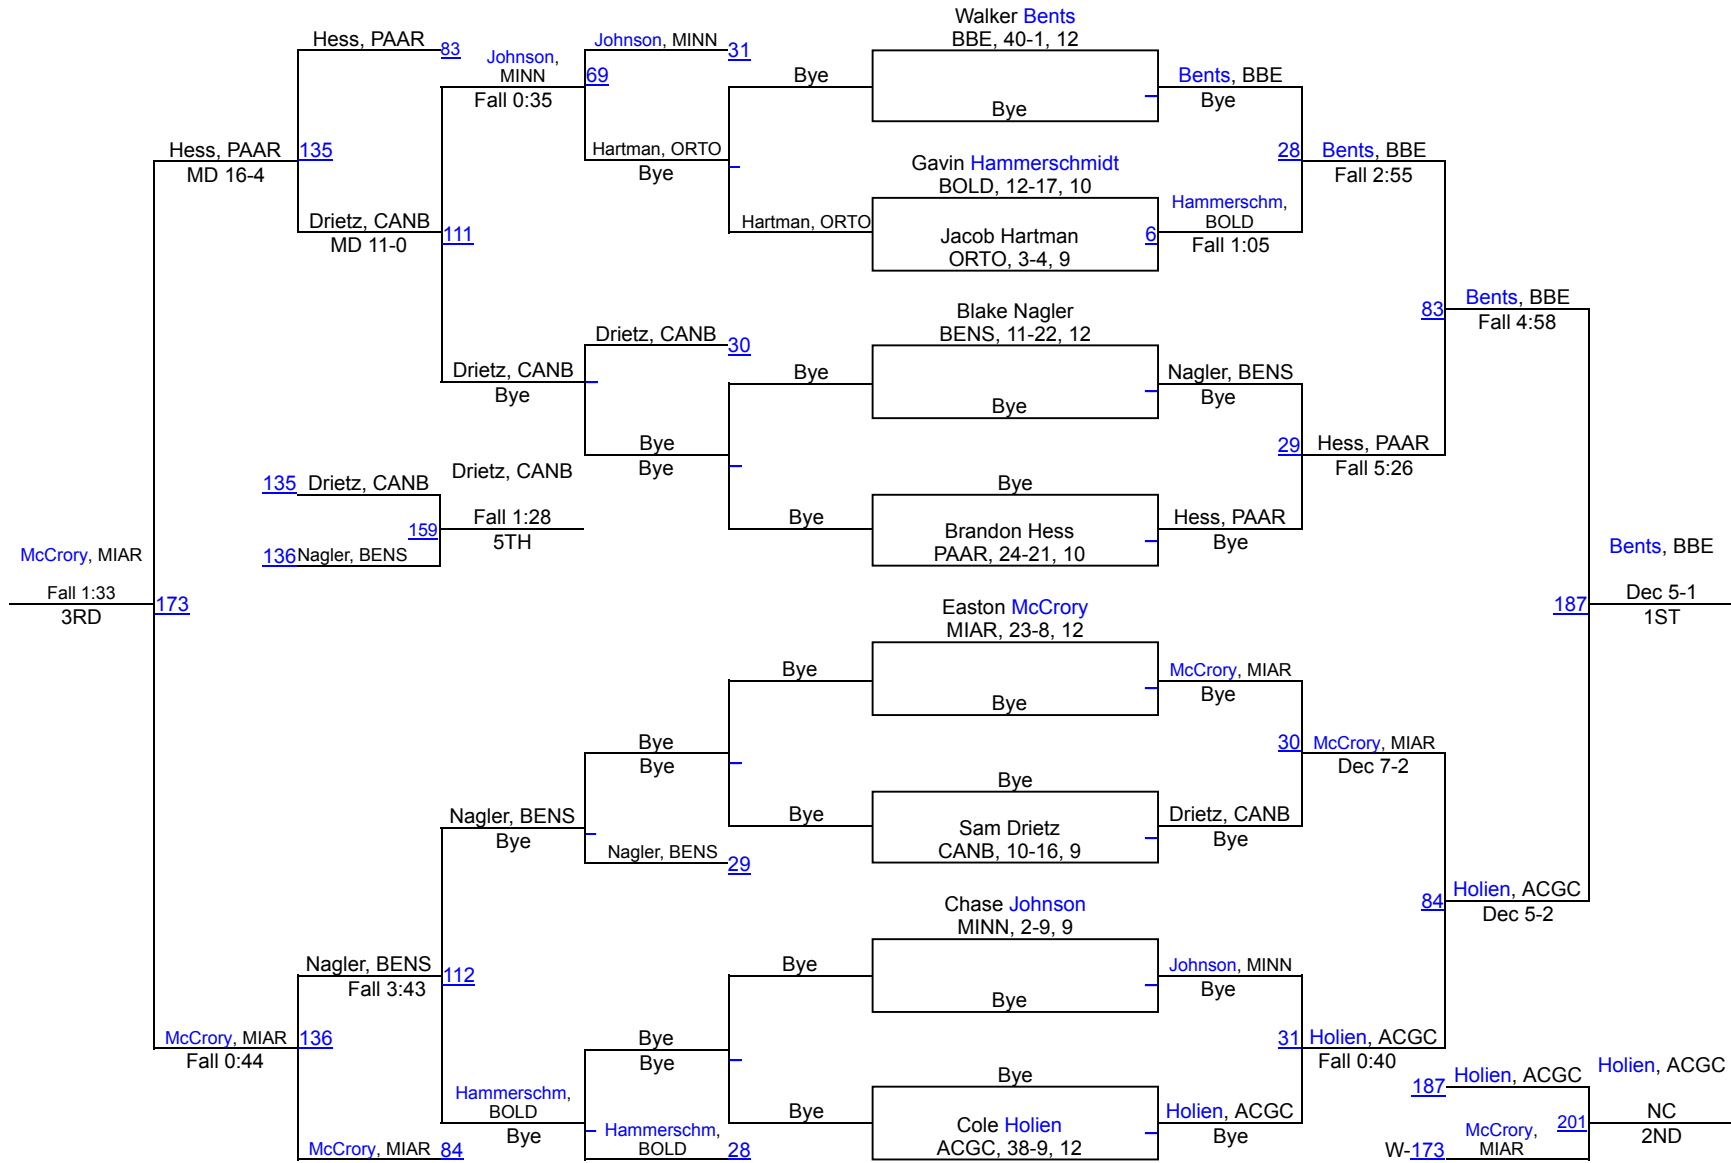 Walker Bents
BBE, 40-1, 12
Hess, PAAR
83
Johnson,
MINN
Fall 0:35
Johnson, MINN
31
69
Bye
Bye
Bents, BBE
Bye
Hess, PAAR
MD 16-4
135
Hartman, ORTO
Bye
Gavin Hammerschmidt
BOLD, 12-17, 10
28
Bents, BBE
Fall 2:55
Drietz, CANB
MD 11-0
111
Hartman, ORTO
Jacob Hartman
ORTO, 3-4, 9
6
Hammerschm,
BOLD
Fall 1:05
Blake Nagler
BENS, 11-22, 12
83
Bents, BBE
Fall 4:58
Drietz, CANB
30
Drietz, CANB
Bye
Bye
Bye
Nagler, BENS
Bye
Bye
Bye
29
Hess, PAAR
Fall 5:26
135
Drietz, CANB
Drietz, CANB
159
Fall 1:28
5TH
136
Nagler, BENS
Bye
Bye
Brandon Hess
PAAR, 24-21, 10
Hess, PAAR
Bye
McCrory, MIAR
Fall 1:33
3RD
173
Bents, BBE
187
Dec 5-1
1ST
Easton McCrory
MIAR, 23-8, 12
Bye
Bye
McCrory, MIAR
Bye
Bye
Bye
30
McCrory, MIAR
Dec 7-2
Nagler, BENS
Bye
Bye
Bye
Sam Drietz
CANB, 10-16, 9
Drietz, CANB
Bye
Nagler, BENS
29
Chase Johnson
MINN, 2-9, 9
84
Holien, ACGC
Dec 5-2
Nagler, BENS
Fall 3:43
112
Bye
Bye
Johnson, MINN
Bye
McCrory, MIAR
Fall 0:44
136
Bye
Bye
31
Holien, ACGC
Fall 0:40
Hammerschm,
BOLD
Bye
Bye
Bye
Cole Holien
ACGC, 38-9, 12
Holien, ACGC
Bye
187
Holien, ACGC
Holien, ACGC
201
NC
2ND
McCrory, MIAR
84
Hammerschm,
BOLD
28
W-173
McCrory,
MIAR